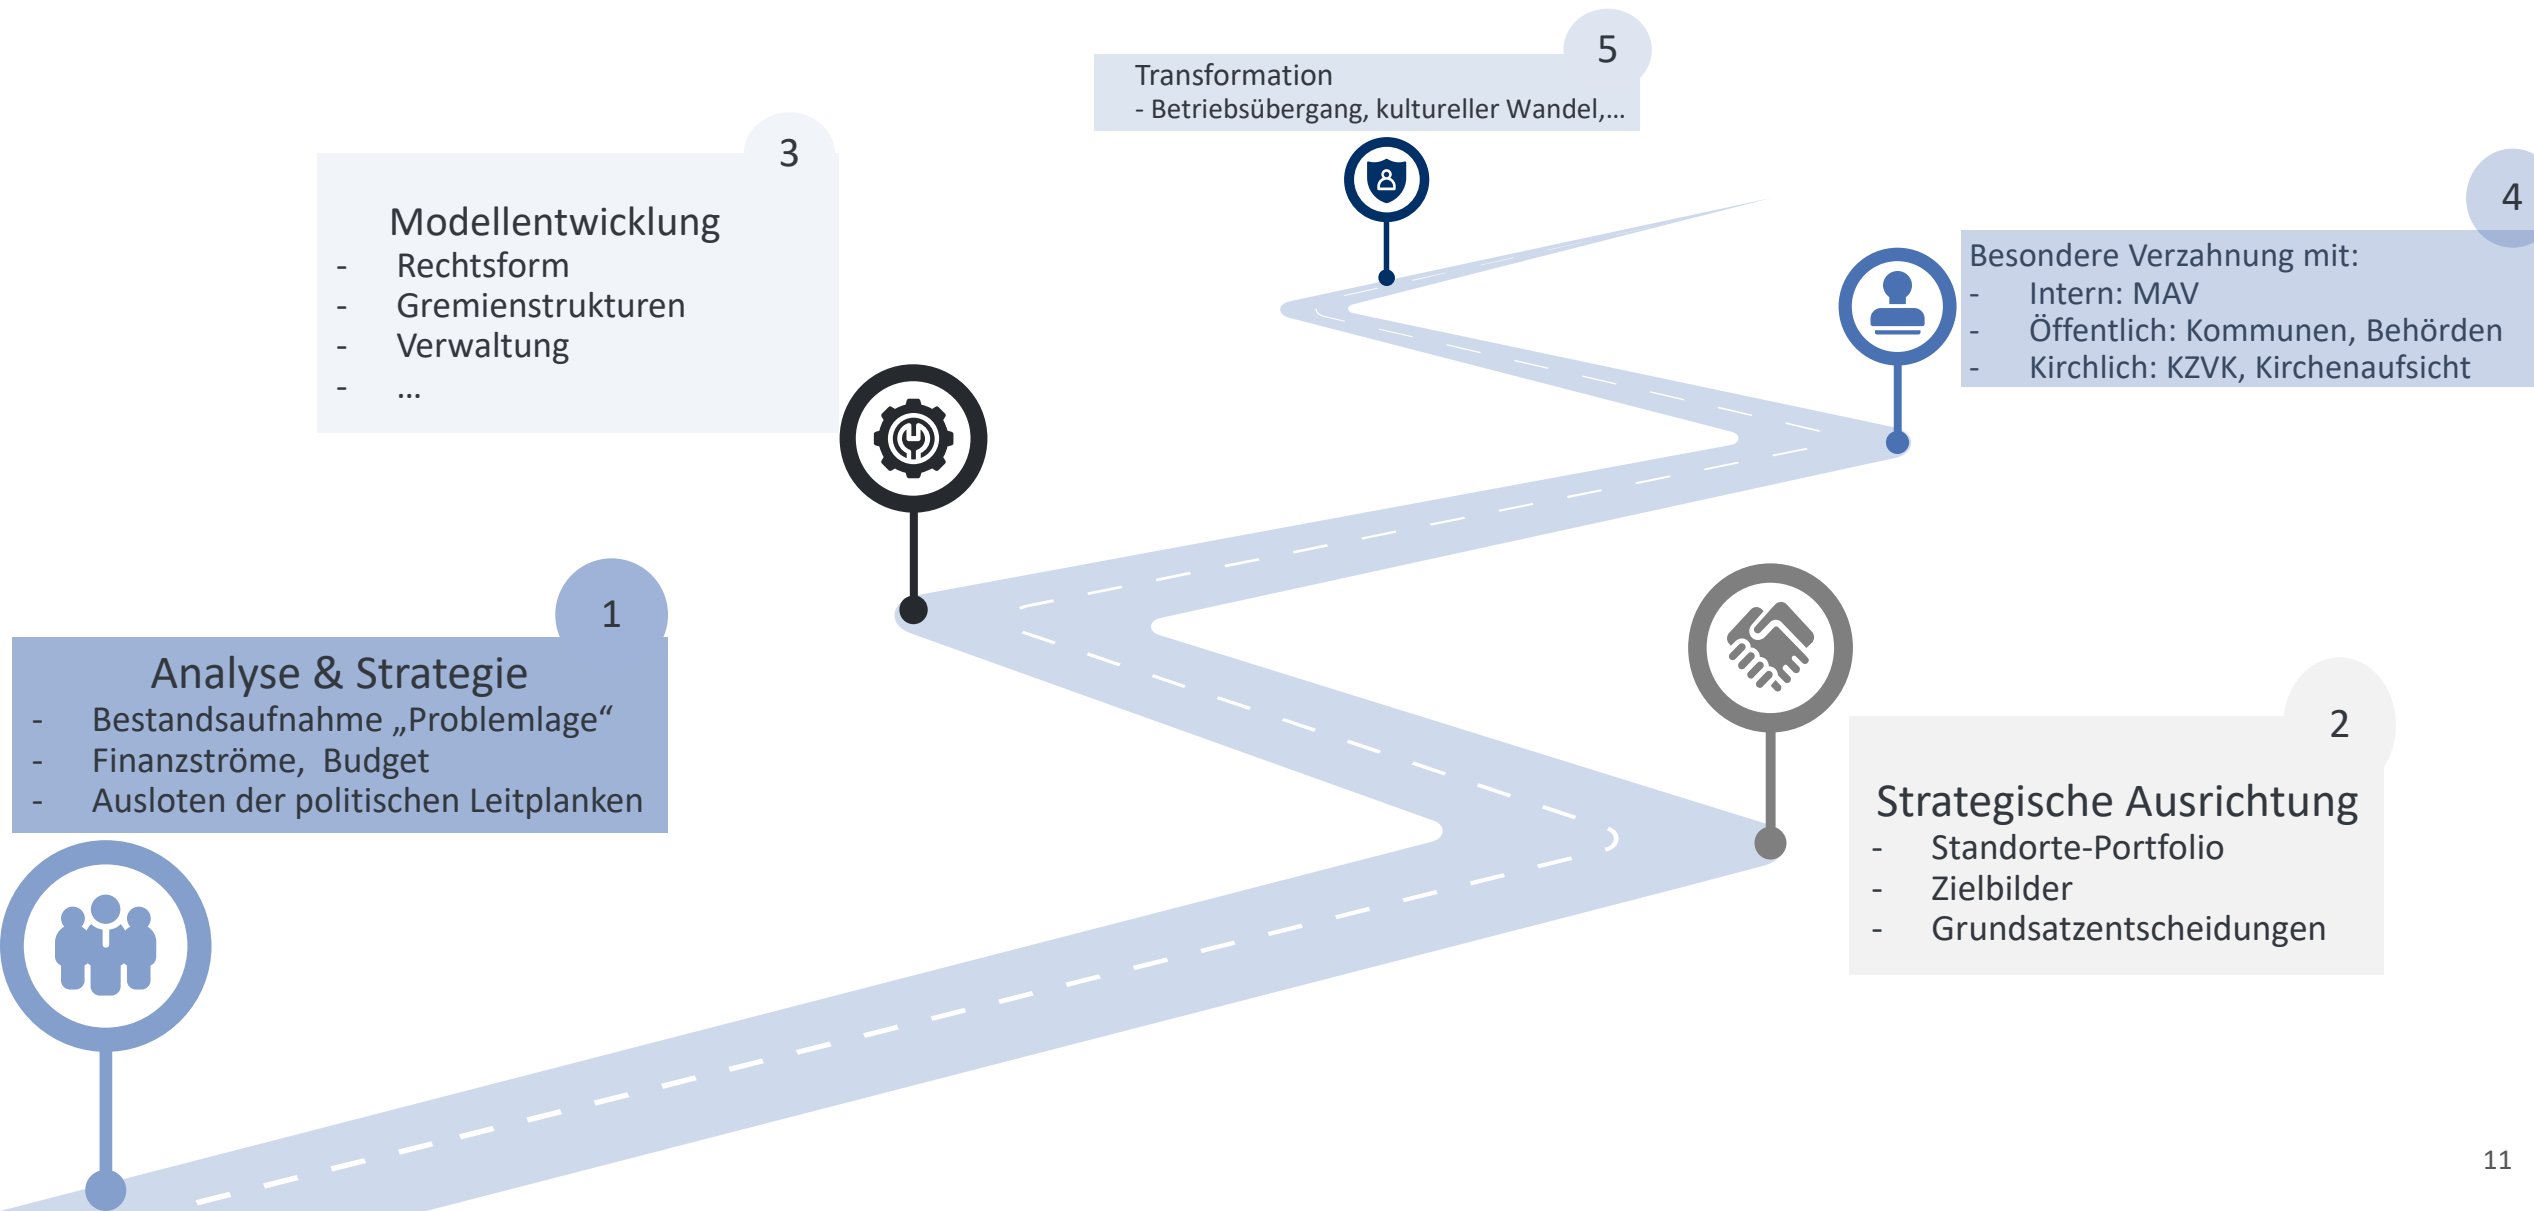 1
Analyse & Strategie
- Bestandsaufnahme „Problemlage“
- Finanzströme, Budget
- Ausloten der politischen Leitplanken
2
Strategische Ausrichtung
- Standorte-Portfolio
- Zielbilder
- Grundsatzentscheidungen
3
Modellentwicklung
- Rechtsform
- Gremienstrukturen
- Verwaltung
- ...
4
Besondere Verzahnung mit:
- Intern: MAV
- Öffentlich: Kommunen, Behörden
- Kirchlich: KZVK, Kirchenaufsicht
5
Transformation
- Betriebsübergang, kultureller Wandel,...
11